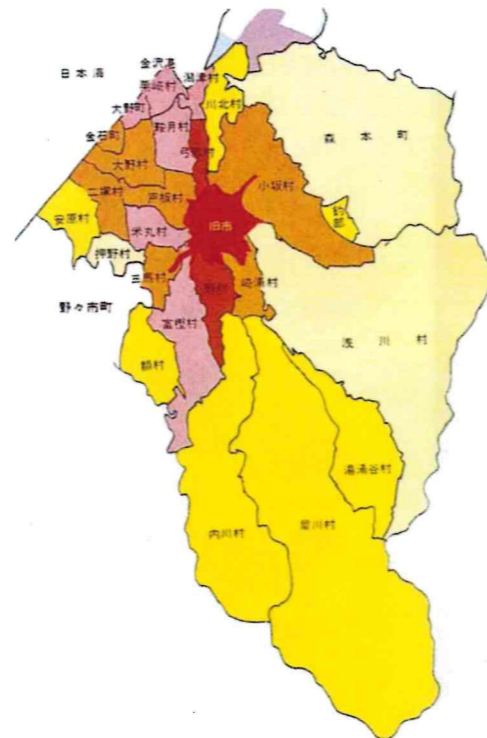 日本海
金沢港
粟崎村
潟津村
川北村
大野町
鞍月村
弓取村
森本町
金石町
大野村
小坂村
二塚村
戸板村
旧市
安原村
米丸村
押野村
三馬村
崎浦村
野村
野々市町
富樫村
浅川村
額村
湯涌谷村
内川村
犀川村